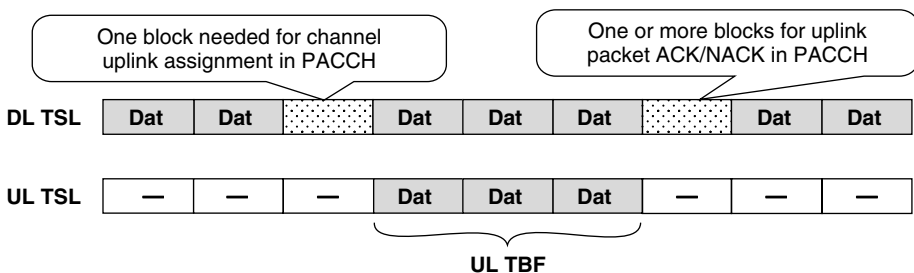 One block needed for channel
uplink assignment in PACCH
One or more blocks for uplink
packet ACK/NACK in PACCH
DL TSL Dat Dat Dat Dat Dat Dat Dat
UL TSL — — — Dat Dat Dat — — —
UL TBF